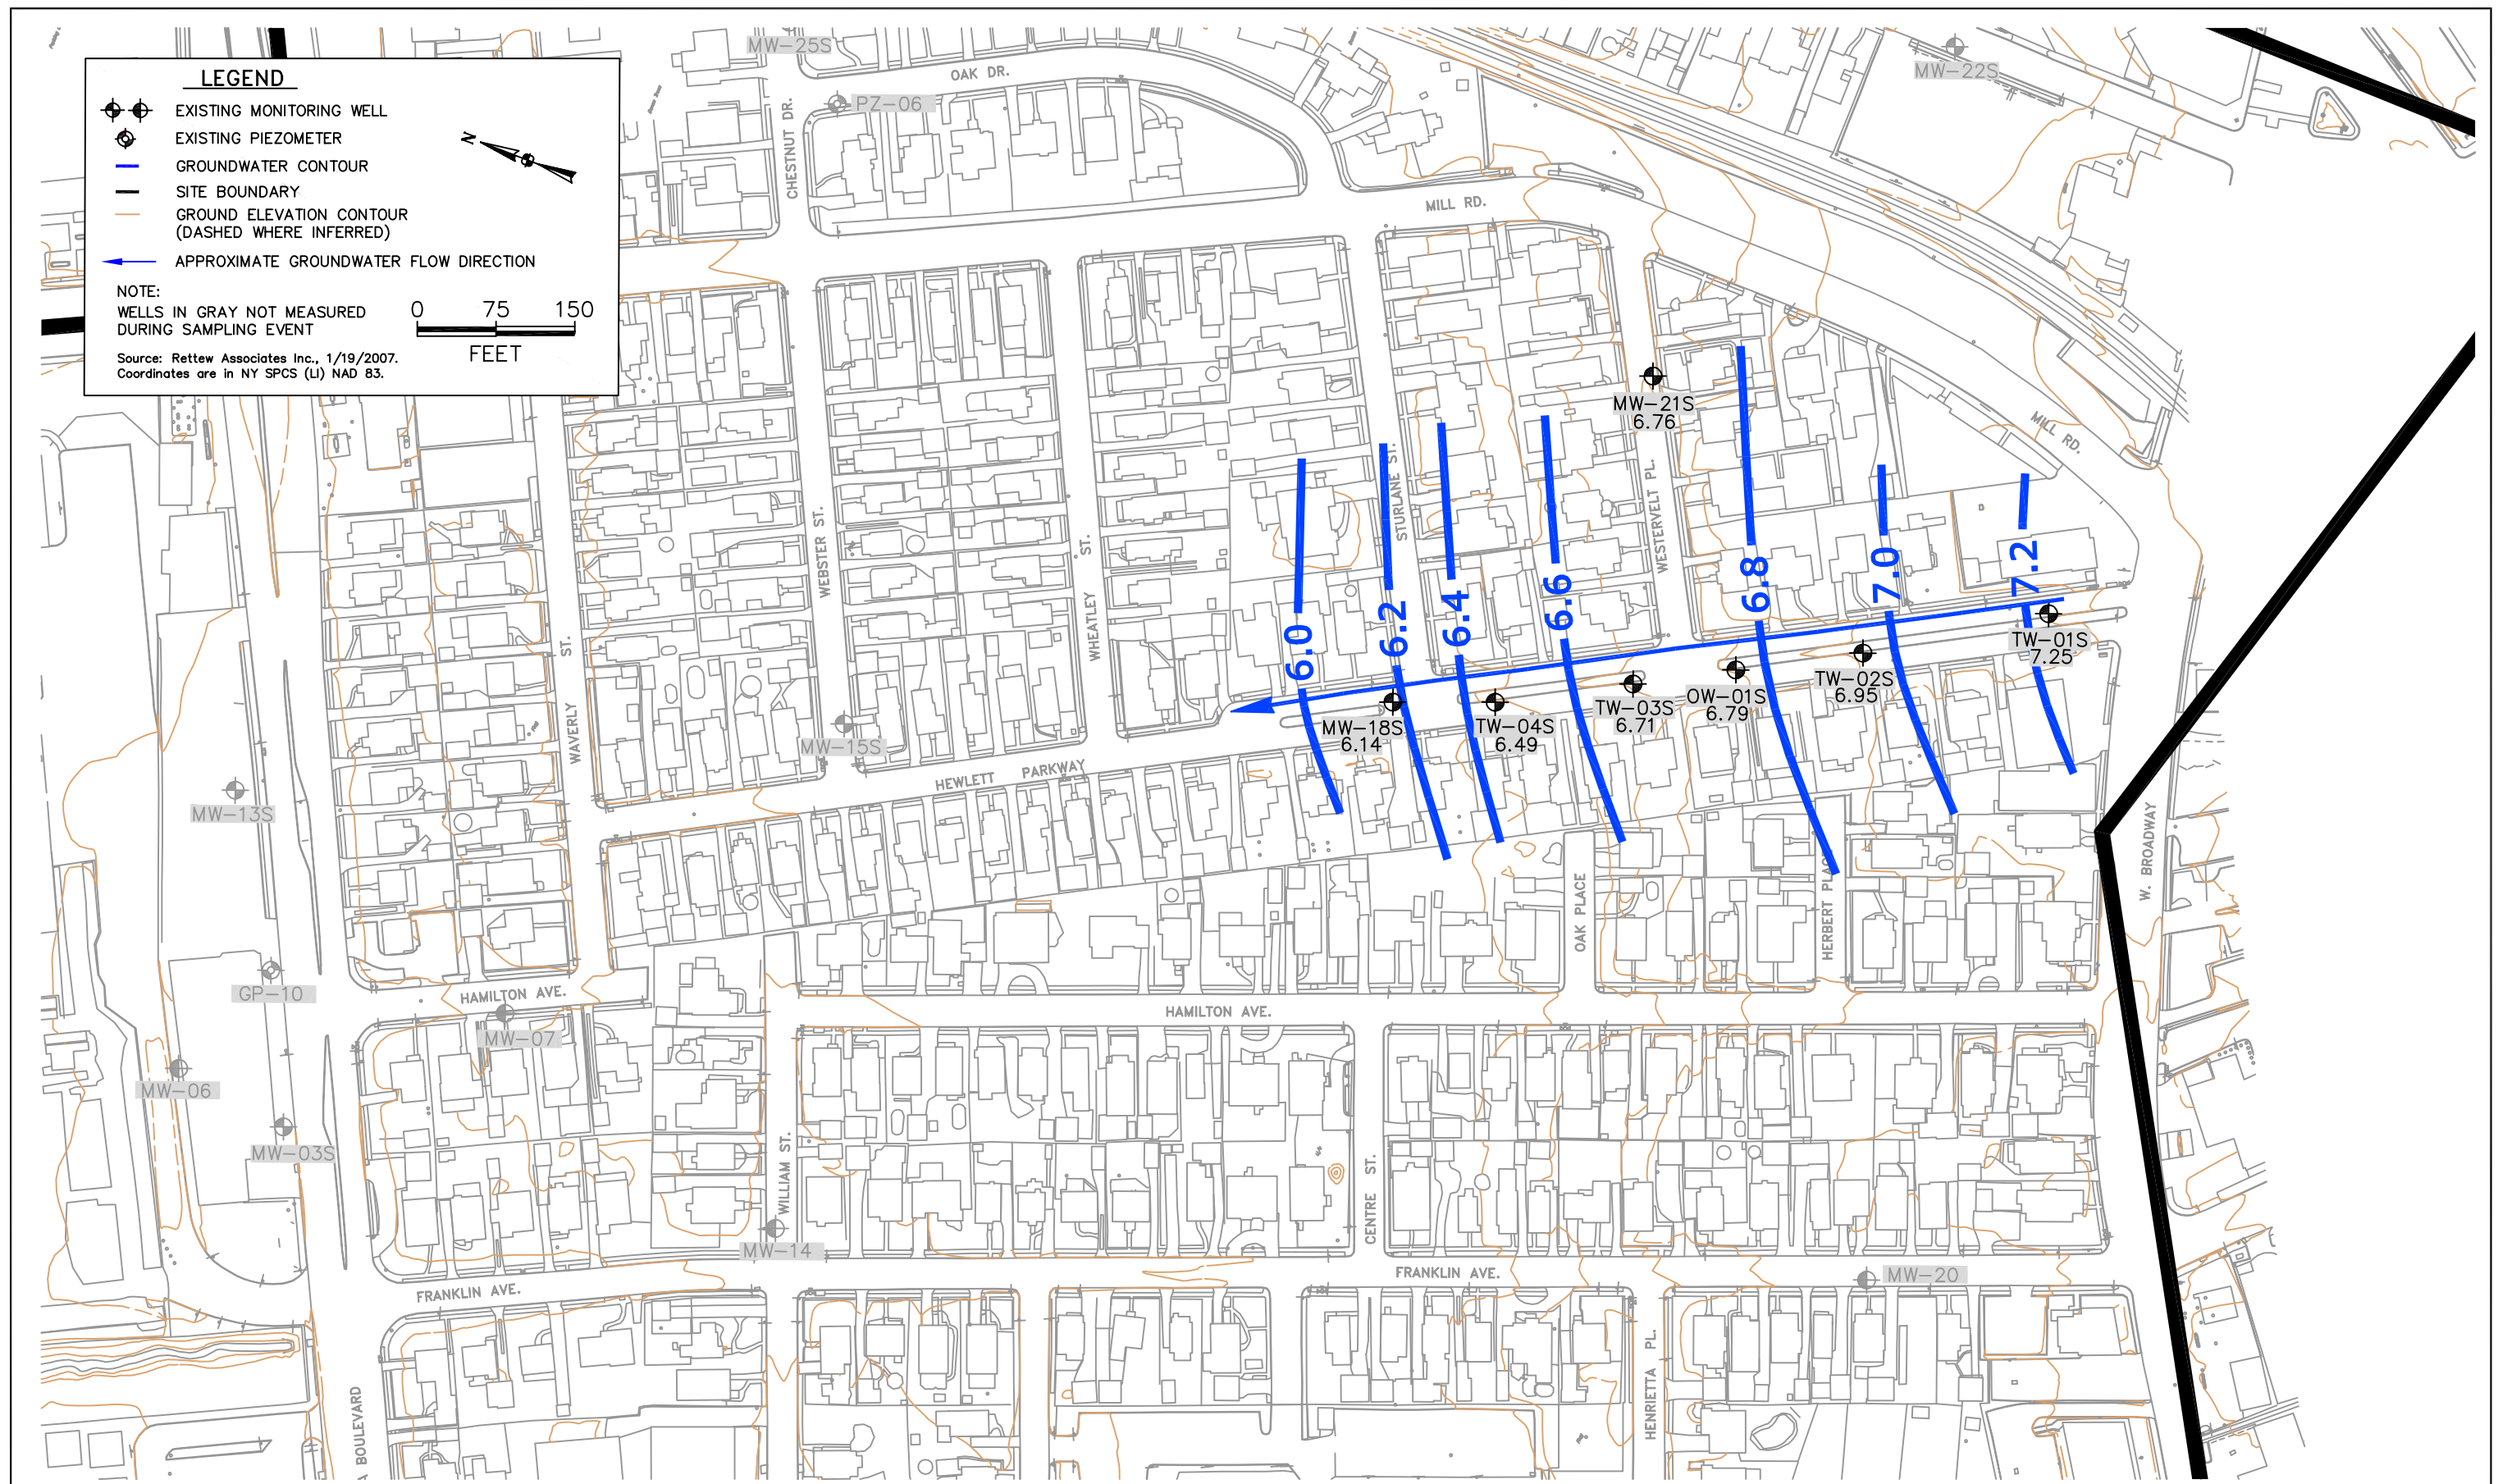 LEGEND
EXISTING MONITORING WELL
EXISTING PIEZOMETER
GROUNDWATER CONTOUR
SITE BOUNDARY
GROUND ELEVATION CONTOUR
(DASHED WHERE INFERRED)
APPROXIMATE GROUNDWATER FLOW DIRECTION
N
NOTE:
WELLS IN GRAY NOT MEASURED
DURING SAMPLING EVENT
0 75 150
FEET
Source: Rettew Associates Inc., 1/19/2007.
Coordinates are in NY SPCS (LI) NAD 83.
MW-25S
OAK DR.
MW-22S
PZ-06
CHESTNUT DR.
MILL RD.
MW-21S
6.76
MILL RD.
STURLANE ST.
WESTERVELT PL.
WEBSTER ST.
WHEATLEY ST.
WAVERLY ST.
6.0
6.2
6.4
6.6
6.8
7.0
7.2
TW-01S
7.25
TW-02S
6.95
OW-01S
6.79
TW-03S
6.71
TW-04S
6.49
MW-18S
6.14
MW-15S
HEWLETT PARKWAY
MW-13S
W. BROADWAY
OAK PLACE
HERBERT PLACE
GP-10
HAMILTON AVE.
HAMILTON AVE.
MW-07
MW-06
MW-03S
WILLIAM ST.
CENTRE ST.
MW-14
FRANKLIN AVE.
FRANKLIN AVE.
MW-20
HENRIETTA PL.
A BOULEVARD